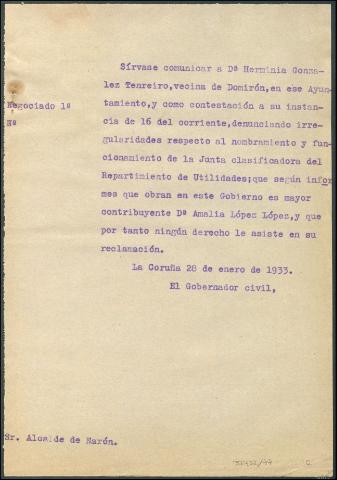 Sírvase comunicar a Dª Herminia Gonza-
lez Tenreiro,vecina de Domirón,en ese Ayun-
tamiento,y como contestación a su instan-
cia de 16 del corriente,denunciando irre-
gularidades respecto al nombramiento y fun-
cionamiento de la Junta clasificadora del
Repartimiento de Utilidades;que según infor
mes que obran en este Gobierno es mayor
contribuyente Dª Amalia López López,y que
por tanto ningún derecho le asiste en su
reclamación.
La Coruña 28 de enero de 1933.
El Gobernador civil,
Negociado 1º
Nº
Sr. Alcalde de Narón.